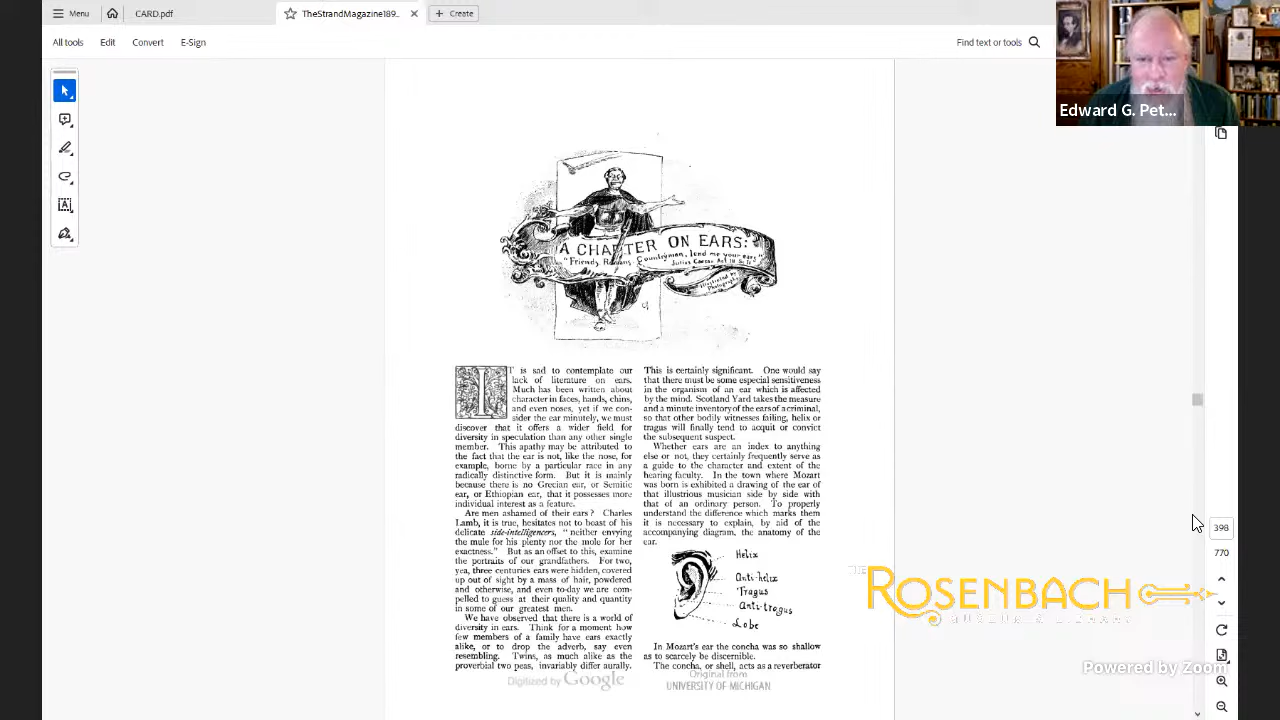 Menu
CARD.pdf
TheStrandMagazine189...
Create
All tools
Edit
Convert
E-Sign
Find text or tools
Edward G. Pet...
A CHAPTER ON EARS:
"Friends, Romans, Countrymen, lend me your ears"
Julius Caesar Act III Sc II
Illustrated by
Photography
IT is sad to contemplate our
lack of literature on ears.
Much has been written about
character in faces, hands, chins,
and even noses, yet if we con-
sider the ear minutely, we must
discover that it offers a wider field for
diversity in speculation than any other single
member. This apathy may be attributed to
the fact that the ear is not, like the nose, for
example, borne by a particular race in any
radically distinctive form. But it is mainly
because there is no Grecian ear, or Semitic
ear, or Ethiopian ear, that it possesses more
individual interest as a feature.
Are men ashamed of their ears? Charles
Lamb, it is true, hesitates not to boast of his
delicate side-intelligencers, "neither envying
the mule for his plenty nor the mole for her
exactness." But as an offset to this, examine
the portraits of our grandfathers. For two,
yea, three centuries ears were hidden, covered
up out of sight by a mass of hair, powdered
and otherwise, and even to-day we are com-
pelled to guess at their quality and quantity
in some of our greatest men.
We have observed that there is a world of
diversity in ears. Think for a moment how
few members of a family have ears exactly
alike, or to drop the adverb, say even
resembling. Twins, as much alike as the
proverbial two peas, invariably differ aurally.
This is certainly significant. One would say
that there must be some especial sensitiveness
in the organism of an ear which is affected
by the mind. Scotland Yard takes the measure
and a minute inventory of the ears of a criminal,
so that other bodily witnesses failing, helix or
tragus will finally tend to acquit or convict
the subsequent suspect.
Whether ears are an index to anything
else or not, they certainly frequently serve as
a guide to the character and extent of the
hearing faculty. In the town where Mozart
was born is exhibited a drawing of the ear of
that illustrious musician side by side with
that of an ordinary person. To properly
understand the difference which marks them
it is necessary to explain, by aid of the
accompanying diagram, the anatomy of the
ear.
Helix
Anti-helix
Tragus
Anti-tragus
Lobe
In Mozart's ear the concha was so shallow
as to scarcely be discernible.
The concha, or shell, acts as a reverberator
Digitized by Google
Original from
UNIVERSITY OF MICHIGAN
398
770
THE
ROSENBACH
MUSEUM & LIBRARY
Powered by Zoom